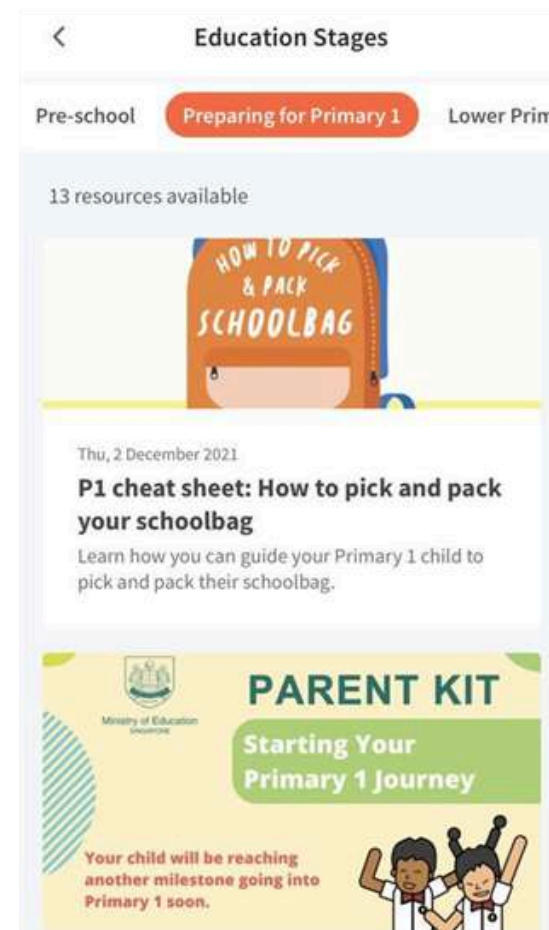 Education Stages
Pre-school
Preparing for Primary 1
Lower Prim
13 resources available
HOW TO PICK
& PACK
SCHOOLBAG
Thu, 2 December 2021
P1 cheat sheet: How to pick and pack
your schoolbag
Learn how you can guide your Primary 1 child to
pick and pack their schoolbag.
Ministry of Education
SINGAPORE
PARENT KIT
Starting Your
Primary 1 Journey
Your child will be reaching
another milestone going into
Primary 1 soon.